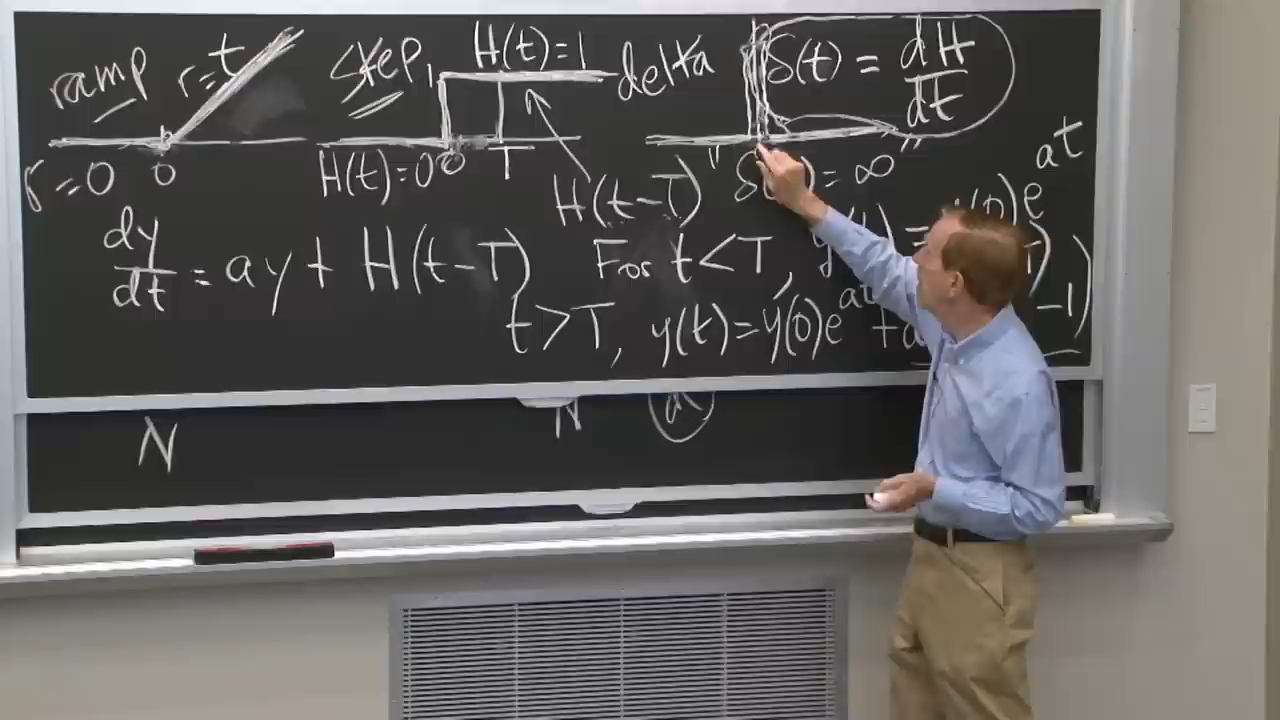 ramp r=t step 1 H(t)=1 delta δ(t) = dH/dt
r=0 0 H(t)=0 0 T H(t-T) "δ( )=∞"
dy/dt = ay + H(t-T) For t<T, y(t) = y(0)e^at
t>T, y(t)=y(0)e^at + -1)
N N